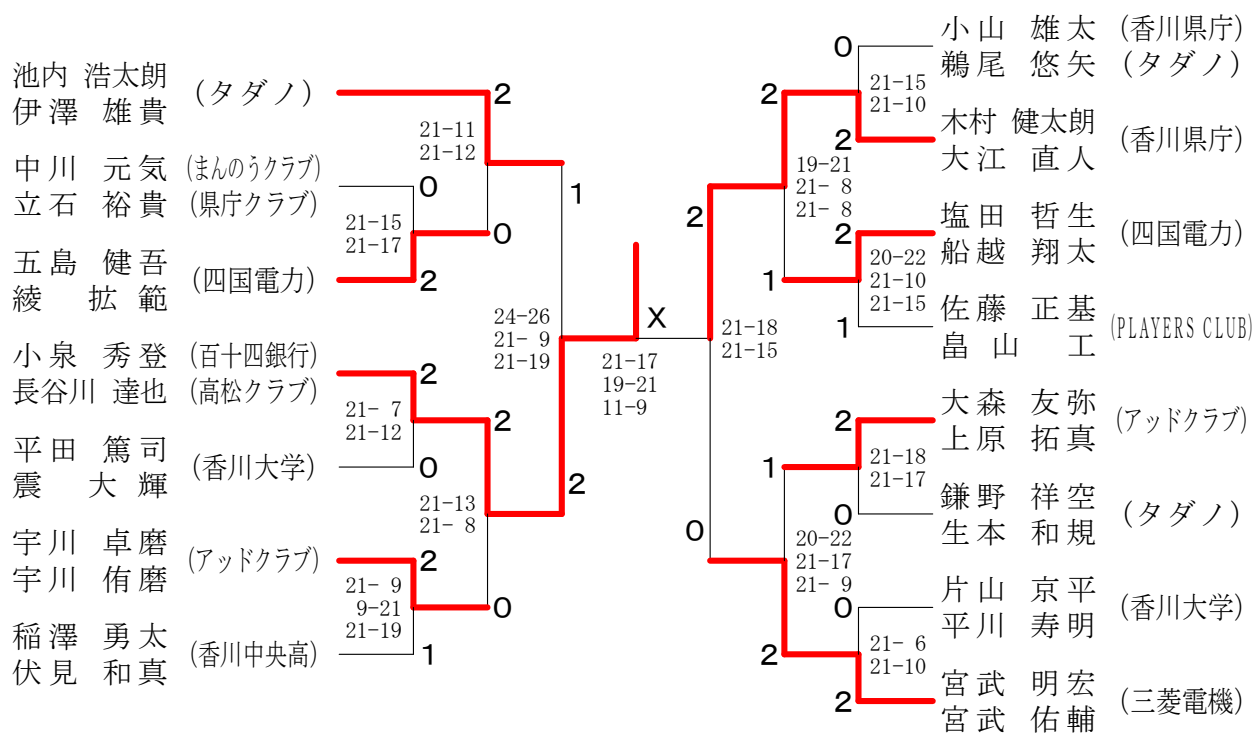 池内 浩太朗
伊澤 雄貴
(タダノ)
2
21-11
21-12
中川 元気 (まんのうクラブ)
立石 裕貴 (県庁クラブ)
0
21-15
21-17
0
五島 健吾
綾 拡範
(四国電力)
2
1
24-26
21- 9
21-19
小泉 秀登 (百十四銀行)
長谷川 達也 (高松クラブ)
2
21- 7
21-12
2
平田 篤司
震 大輝
(香川大学)
0
21-13
21- 8
2
宇川 卓磨
宇川 侑磨
(アッドクラブ)
2
21- 9
9-21
21-19
0
稲澤 勇太
伏見 和真
(香川中央高)
1
X
21-17
19-21
11-9
小山 雄太 (香川県庁)
鵜尾 悠矢 (タダノ)
0
21-15
21-10
2
木村 健太朗
大江 直人
(香川県庁)
2
19-21
21- 8
21- 8
2
塩田 哲生
船越 翔太
(四国電力)
2
20-22
21-10
21-15
1
佐藤 正基
畠山 工
(PLAYERS CLUB)
1
21-18
21-15
大森 友弥
上原 拓真
(アッドクラブ)
2
21-18
21-17
1
鎌野 祥空
生本 和規
(タダノ)
0
0
20-22
21-17
21- 9
片山 京平
平川 寿明
(香川大学)
0
21- 6
21-10
2
宮武 明宏
宮武 佑輔
(三菱電機)
2